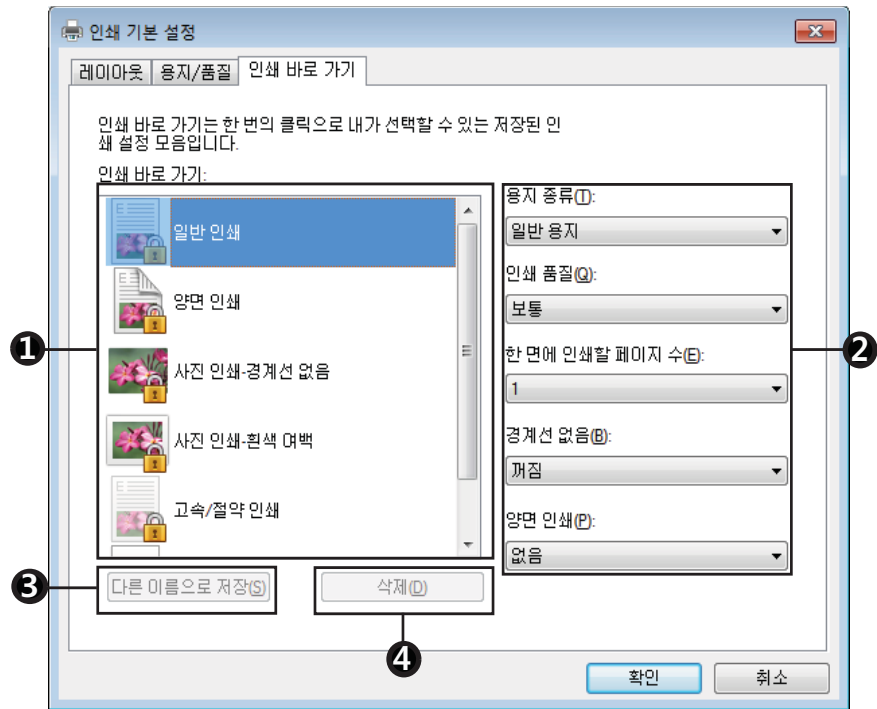 인쇄 기본 설정
레이아웃 용지/품질 인쇄 바로 가기
인쇄 바로 가기는 한 번의 클릭으로 내가 선택할 수 있는 저장된 인
쇄 설정 모음입니다.
인쇄 바로 가기:
일반 인쇄
양면 인쇄
사진 인쇄-경계선 없음
사진 인쇄-흰색 여백
고속/절약 인쇄
용지 종류(T):
일반 용지
인쇄 품질(Q):
보통
한 면에 인쇄할 페이지 수(E):
1
경계선 없음(B):
꺼짐
양면 인쇄(P):
없음
1
2
3
다른 이름으로 저장(S)
삭제(D)
4
확인
취소